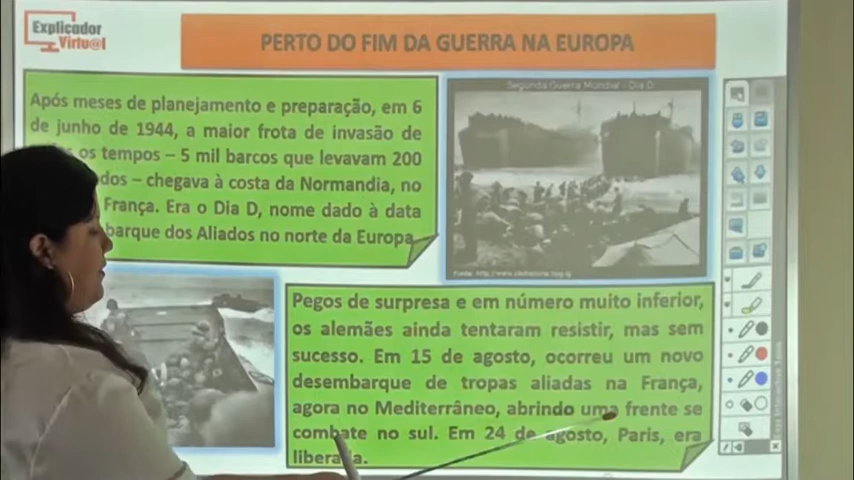 Explicador
Virtu@l
PERTO DO FIM DA GUERRA NA EUROPA
Após meses de planejamento e preparação, em 6
de junho de 1944, a maior frota de invasão de
os tempos – 5 mil barcos que levavam 200
dos – chegava à costa da Normandia, no
França. Era o Dia D, nome dado à data
barque dos Aliados no norte da Europa.
Segunda Guerra Mundial - Dia D
Pegos de surpresa e em número muito inferior,
os alemães ainda tentaram resistir, mas sem
sucesso. Em 15 de agosto, ocorreu um novo
desembarque de tropas aliadas na França,
agora no Mediterrâneo, abrindo uma frente se
combate no sul. Em 24 de agosto, Paris, era
liberada.